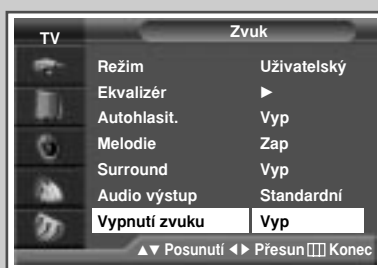 TV Zvuk
Režim Uživatelský
Ekvalizér ►
Autohlasit. Vyp
Melodie Zap
Surround Vyp
Audio výstup Standardní
Vypnutí zvuku Vyp
▲▼ Posunutí ◄► Přesun Konec